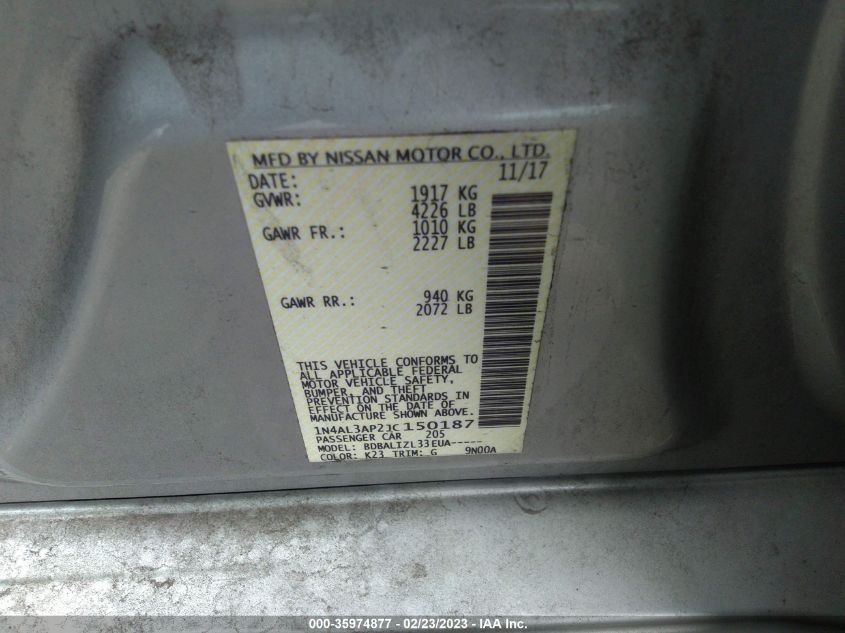 MFD BY NISSAN MOTOR CO., LTD.
DATE: 11/17
GVWR: 1917 KG
4226 LB
GAWR FR.: 1010 KG
2227 LB
GAWR RR.: 940 KG
2072 LB
THIS VEHICLE CONFORMS TO
ALL APPLICABLE FEDERAL
MOTOR VEHICLE SAFETY,
BUMPER, AND THEFT
PREVENTION STANDARDS IN
EFFECT ON THE DATE OF
MANUFACTURE SHOWN ABOVE.
1N4AL3AP2JC150187
PASSENGER CAR 205
MODEL: BDBALIZL33EUA-----
COLOR: K23 TRIM: G 9N00A
000-35974877 - 02/23/2023 - IAA Inc.